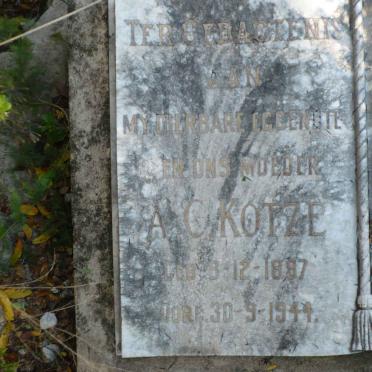 TER GEDAGTENIS
AAN
MY DIERBARE EGGENOTE
EN ONS MOEDER
A. C. KOTZE
GEB. 3-12-1897
OORL. 30-9-1944.